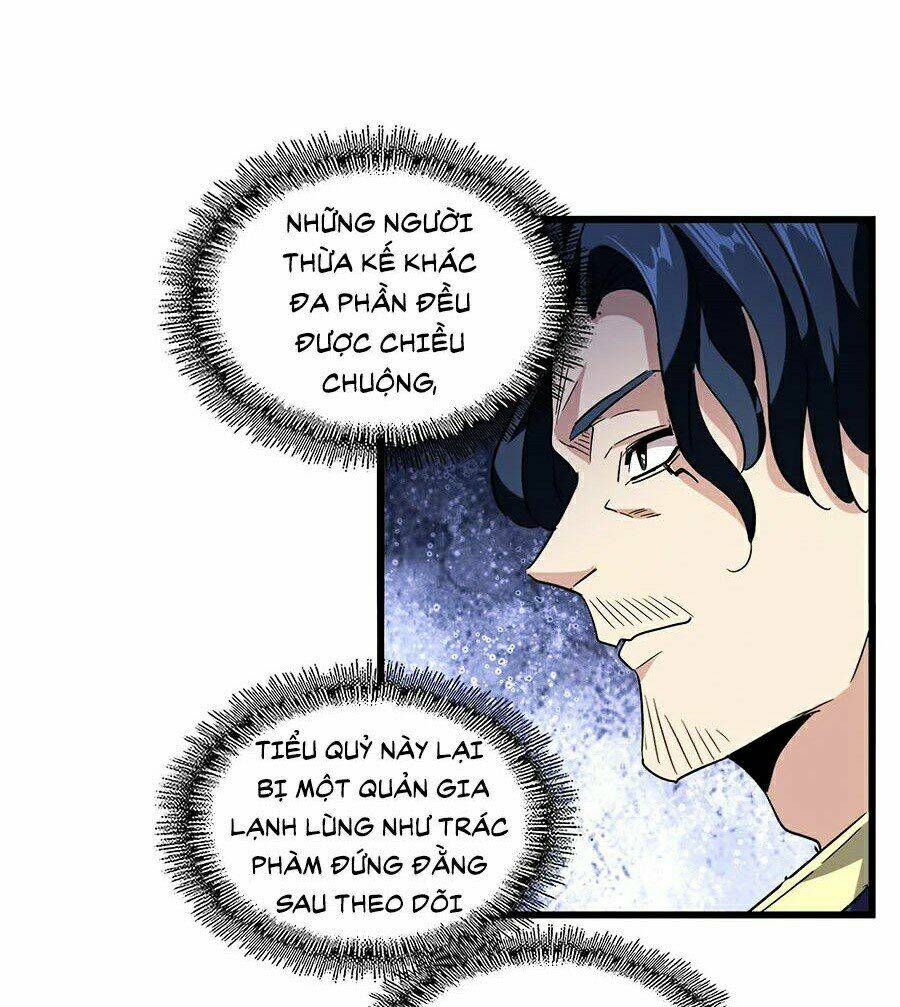 NHỮNG NGƯỜI
THỪA KẾ KHÁC
ĐA PHẦN ĐỀU
ĐƯỢC CHIỀU
CHUỘNG,
TIỂU QUỶ NÀY LẠI
BỊ MỘT QUẢN GIA
LẠNH LÙNG NHƯ TRÁC
PHÀM ĐỨNG ĐẰNG
SAU THEO DÕI